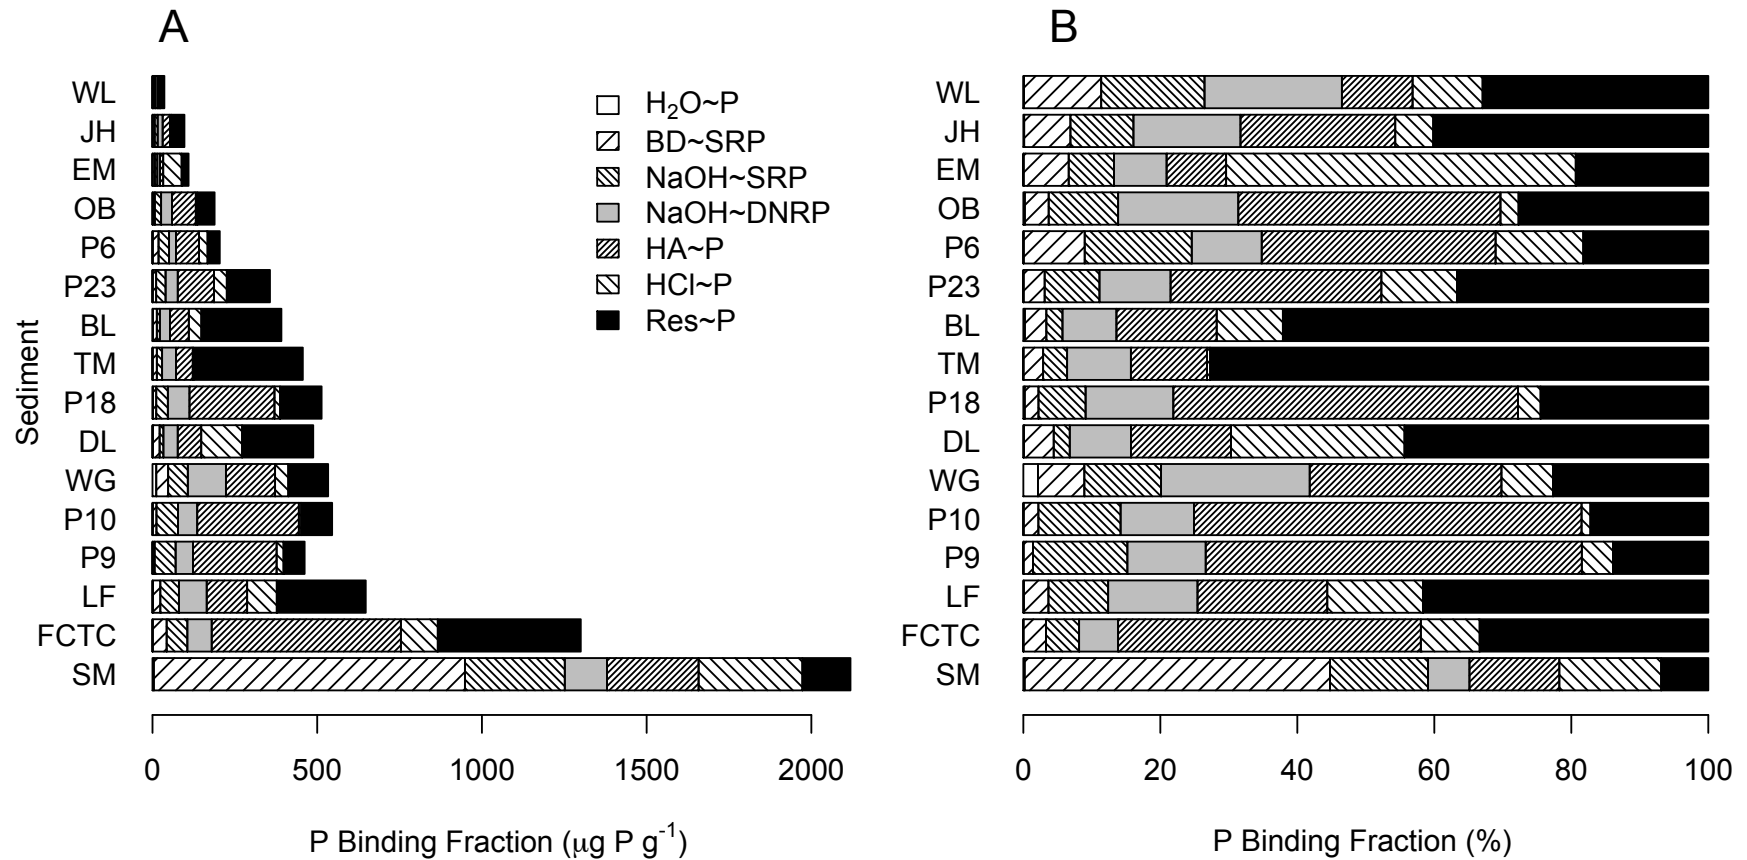 A
B
Sediment
WL
JH
EM
OB
P6
P23
BL
TM
P18
DL
WG
P10
P9
LF
FCTC
SM
H₂O~P
BD~SRP
NaOH~SRP
NaOH~DNRP
HA~P
HCl~P
Res~P
0 500 1000 1500 2000
P Binding Fraction (μg P g⁻¹)
WL
JH
EM
OB
P6
P23
BL
TM
P18
DL
WG
P10
P9
LF
FCTC
SM
0 20 40 60 80 100
P Binding Fraction (%)